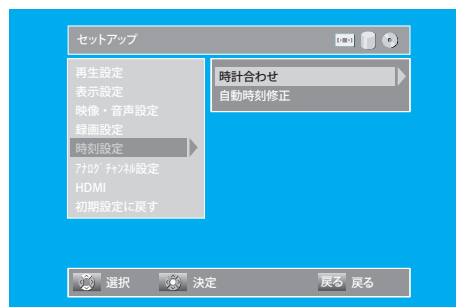 セットアップ
再生設定
表示設定
映像・音声設定
録画設定
時刻設定
アナログ チャンネル設定
HDMI
初期設定に戻す
時計合わせ
自動時刻修正
選択 決定 戻る 戻る